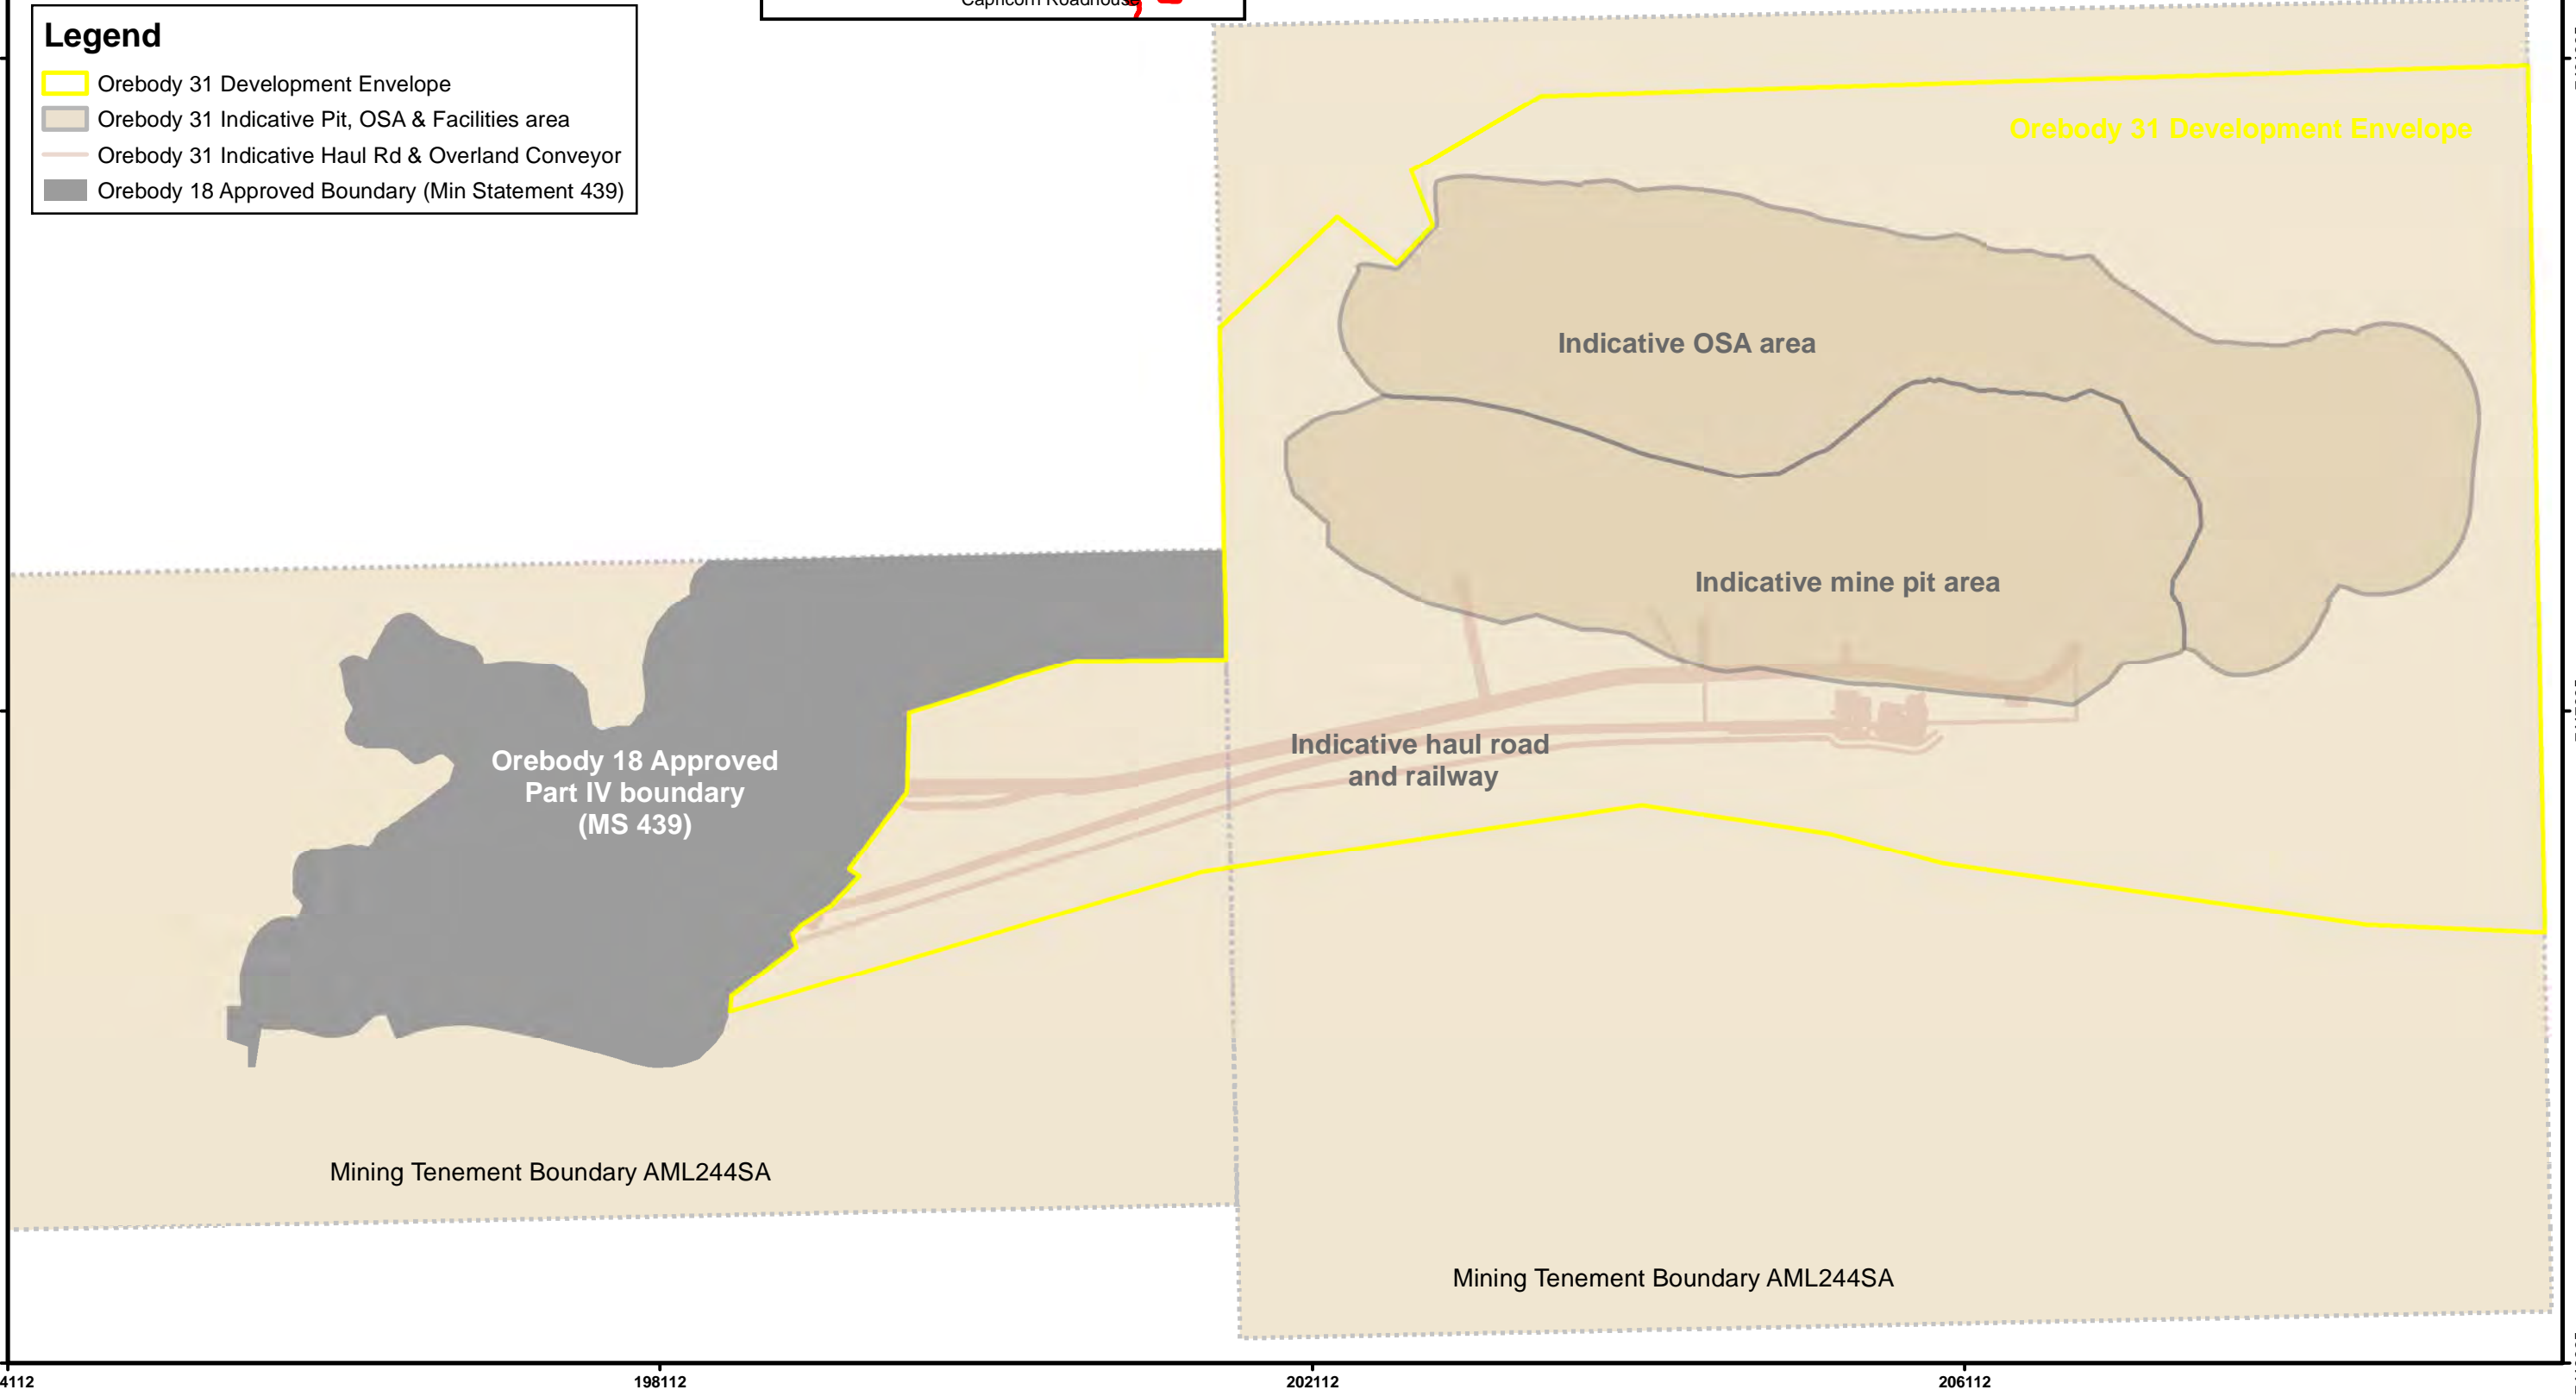 Capricorn Roadhouse
Legend
Orebody 31 Development Envelope
Orebody 31 Indicative Pit, OSA & Facilities area
Orebody 31 Indicative Haul Rd & Overland Conveyor
Orebody 18 Approved Boundary (Min Statement 439)
Orebody 31 Development Envelope
Indicative OSA area
Indicative mine pit area
Indicative haul road
and railway
Orebody 18 Approved
Part IV boundary
(MS 439)
Mining Tenement Boundary AML244SA
Mining Tenement Boundary AML244SA
4112
198112
202112
206112